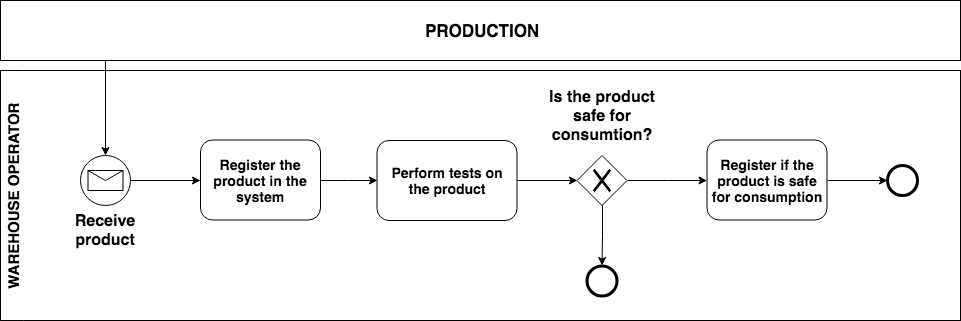 PRODUCTION
WAREHOUSE OPERATOR
Receive
product
Register the
product in the
system
Perform tests on
the product
Is the product
safe for
consumtion?
X
Register if the
product is safe
for consumption